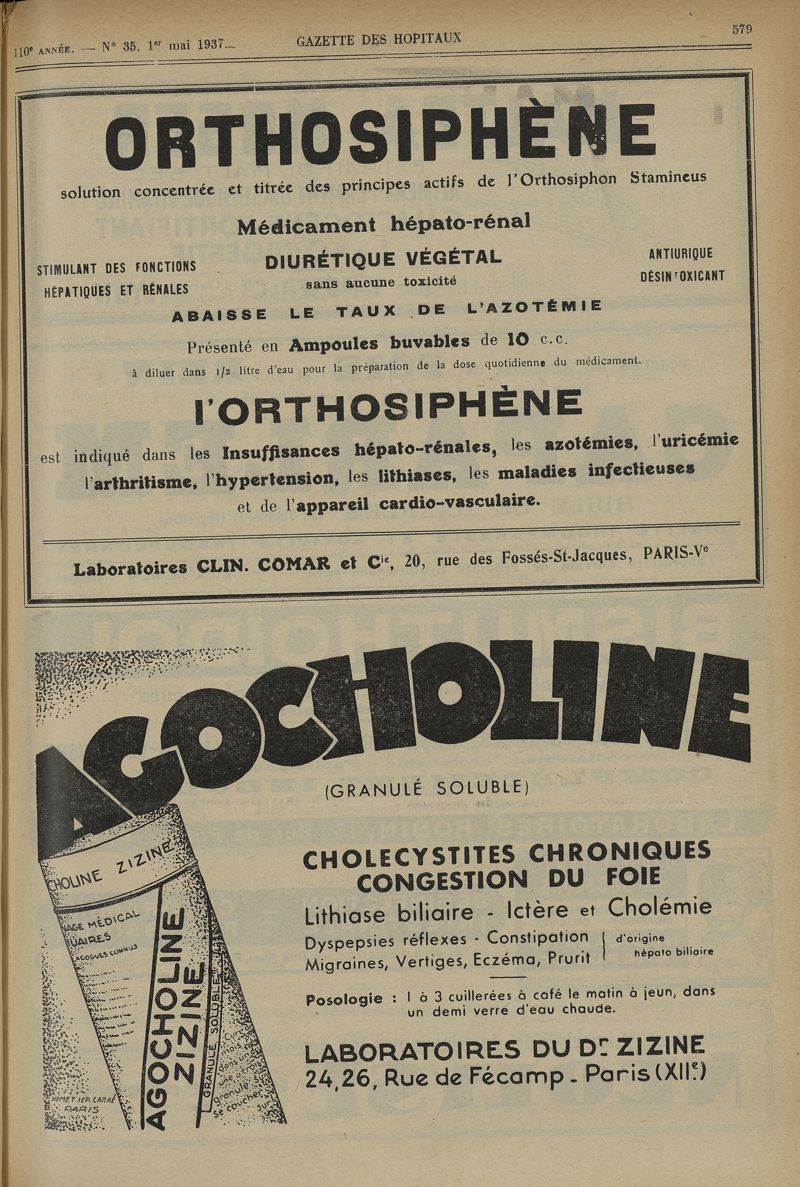 110e ANNÉE. — N° 35, 1er mai 1937.
GAZETTE DES HOPITAUX
579
ORTHOSIPHÈNE
solution concentrée et titrée des principes actifs de l'Orthosiphon Stamineus
Médicament hépato-rénal
STIMULANT DES FONCTIONS
HÉPATIQUES ET RÉNALES
DIURÉTIQUE VÉGÉTAL
sans aucune toxicité
ANTIURIQUE
DÉSINTOXICANT
ABAISSE LE TAUX DE L'AZOTÉMIE
Présenté en Ampoules buvables de 10 c.c.
à diluer dans 1/2 litre d'eau pour la préparation de la dose quotidienne du médicament.
l'ORTHOSIPHÈNE
est indiqué dans les Insuffisances hépato-rénales, les azotémies, l'uricémie
l'arthritisme, l'hypertension, les lithiases, les maladies infectieuses
et de l'appareil cardio-vasculaire.
Laboratoires CLIN. COMAR et Cie, 20, rue des Fossés-St-Jacques, PARIS-Ve
AGOCHOLINE
(GRANULÉ SOLUBLE)
CHOLINE ZIZINE
MÉDICAL
AGOCHOLINE
ZIZINE
GRANULÉ SOLUBLE
PARIS
granulé
se coucher
CHOLECYSTITES CHRONIQUES
CONGESTION DU FOIE
Lithiase biliaire - Ictère et Cholémie
Dyspepsies réflexes - Constipation
Migraines, Vertiges, Eczéma, Prurit
d'origine
hépato biliaire
Posologie : 1 à 3 cuillerées à café le matin à jeun, dans
un demi verre d'eau chaude.
LABORATOIRES DU Dr ZIZINE
24,26, Rue de Fécamp - Paris (XIIe)